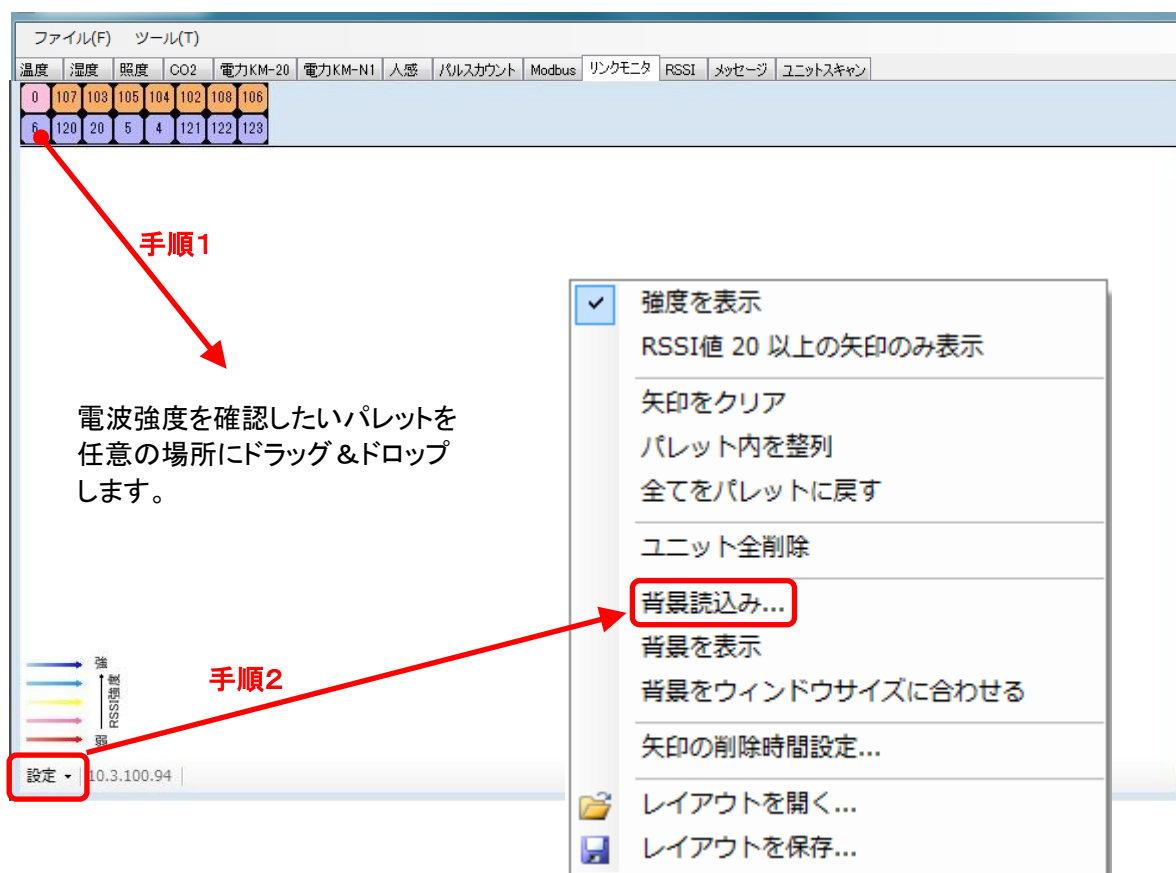 ファイル(F) ツール(T)
温度 湿度 照度 CO2 電力KM-20 電力KM-N1 人感 パルスカウント Modbus リンクモニタ RSSI メッセージ ユニットスキャン
0 107 103 105 104 102 108 106
6 120 20 5 4 121 122 123
手順1
電波強度を確認したいパレットを
任意の場所にドラッグ&ドロップ
します。
強度を表示
RSSI値 20 以上の矢印のみ表示
矢印をクリア
パレット内を整列
全てをパレットに戻す
ユニット全削除
背景読込み...
背景を表示
背景をウィンドウサイズに合わせる
矢印の削除時間設定...
レイアウトを開く...
レイアウトを保存...
手順2
強
RSSI強度
弱
設定 10.3.100.94